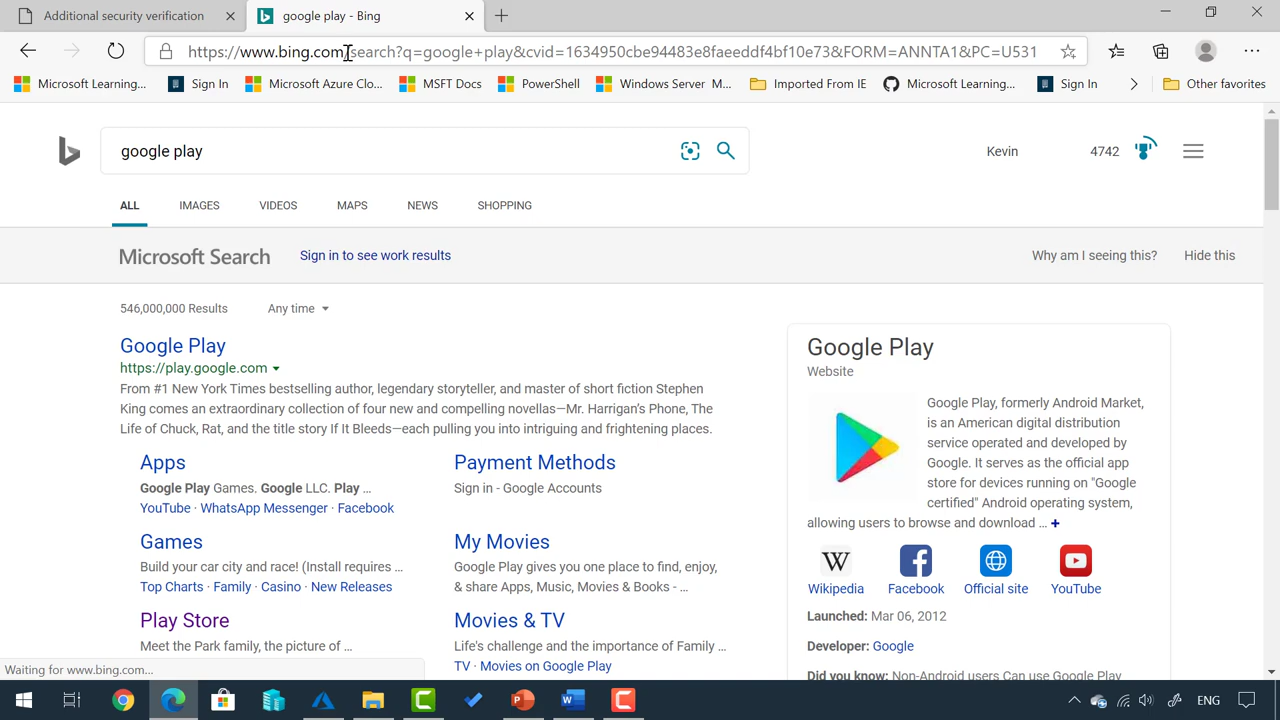 Additional security verification
google play - Bing
https://www.bing.com/search?q=google+play&cvid=1634950cbe94483e8faeeddf4bf10e73&FORM=ANNTA1&PC=U531
Microsoft Learning...
Sign In
Microsoft Azure Clo...
MSFT Docs
PowerShell
Windows Server M...
Imported From IE
Microsoft Learning...
Sign In
Other favorites
google play
Kevin
4742
ALL
IMAGES
VIDEOS
MAPS
NEWS
SHOPPING
Microsoft Search
Sign in to see work results
Why am I seeing this?
Hide this
546,000,000 Results
Any time
Google Play
https://play.google.com
From #1 New York Times bestselling author, legendary storyteller, and master of short fiction Stephen
King comes an extraordinary collection of four new and compelling novellas—Mr. Harrigan's Phone, The
Life of Chuck, Rat, and the title story If It Bleeds—each pulling you into intriguing and frightening places.
Apps
Google Play Games. Google LLC. Play ...
YouTube · WhatsApp Messenger · Facebook
Payment Methods
Sign in - Google Accounts
Games
Build your car city and race! (Install requires ...
Top Charts · Family · Casino · New Releases
My Movies
Google Play gives you one place to find, enjoy,
& share Apps, Music, Movies & Books - ...
Play Store
Meet the Park family, the picture of ...
Movies & TV
Life's challenge and the importance of Family ...
TV · Movies on Google Play
Google Play
Website
Google Play, formerly Android Market,
is an American digital distribution
service operated and developed by
Google. It serves as the official app
store for devices running on "Google
certified" Android operating system,
allowing users to browse and download ... +
W
Wikipedia
Facebook
Official site
YouTube
Launched: Mar 06, 2012
Developer: Google
Did you know: Non-Android users Can use Google Play
Waiting for www.bing.com...
ENG